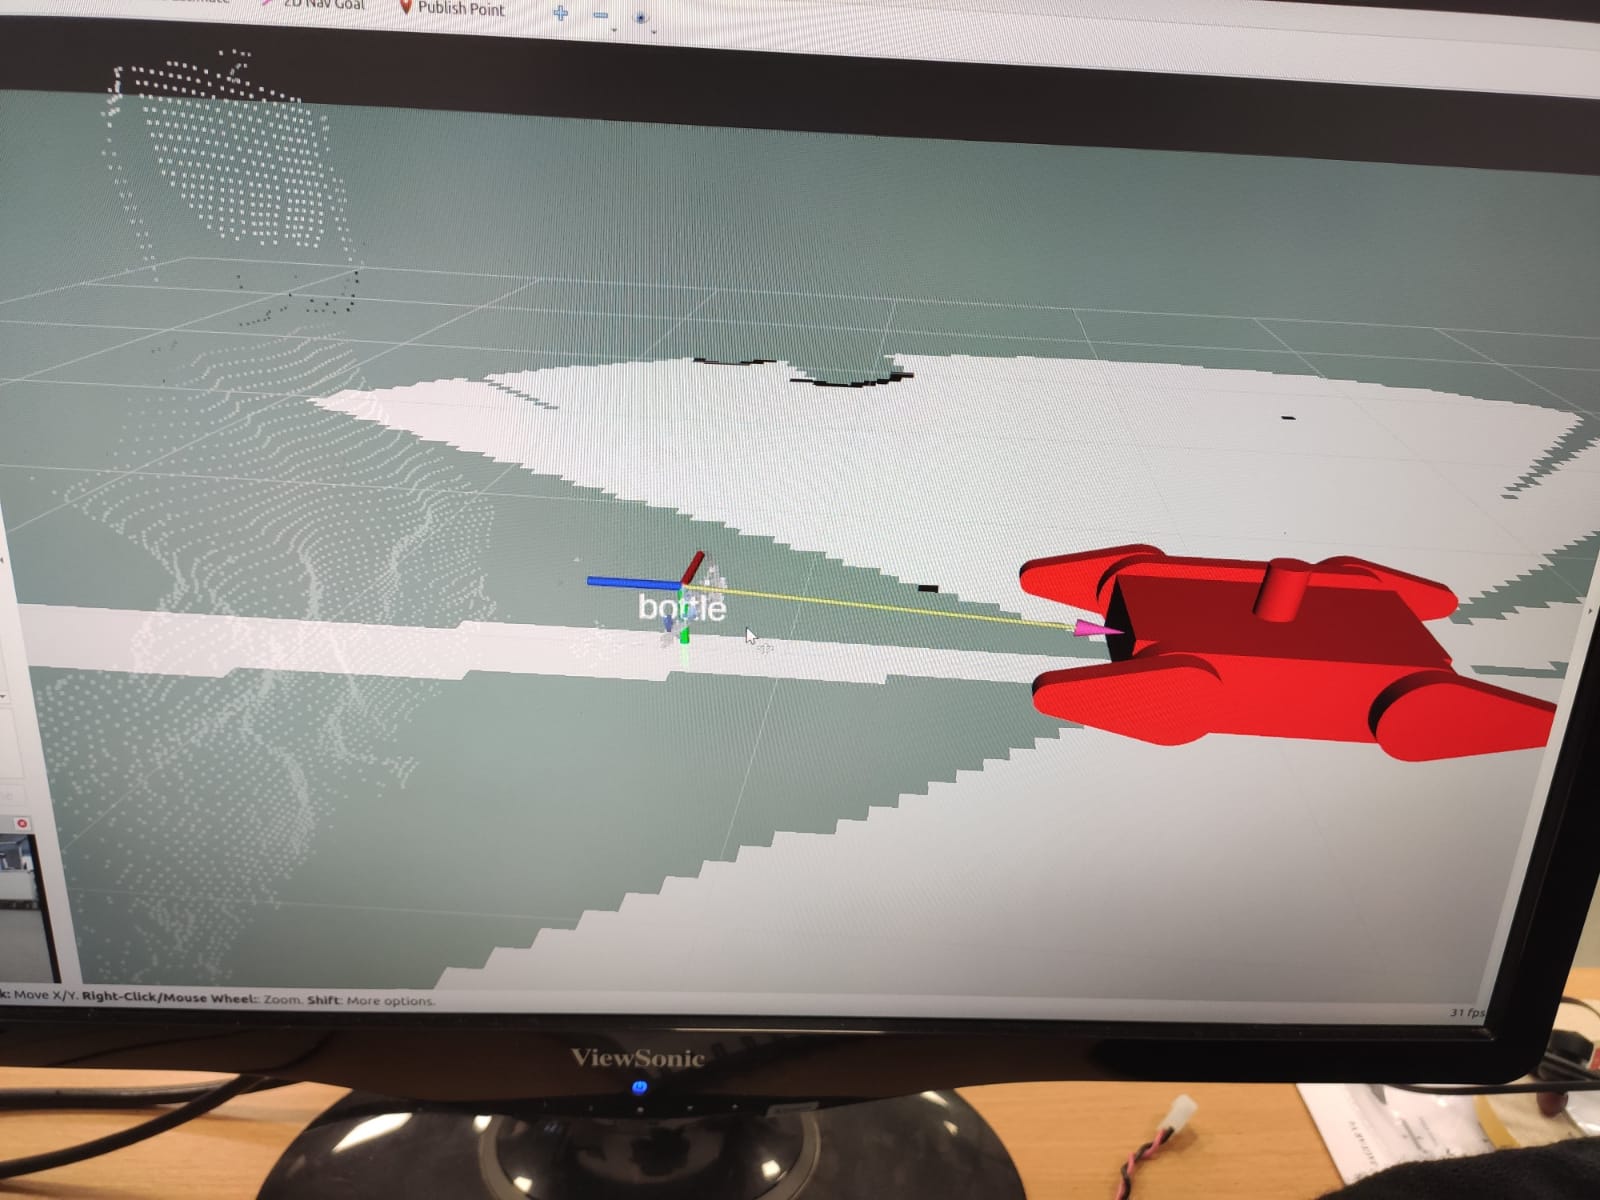 2D Nav Goal
Publish Point
bottle
k: Move X/Y. Right-Click/Mouse Wheel:: Zoom. Shift: More options.
31 fps
ViewSonic